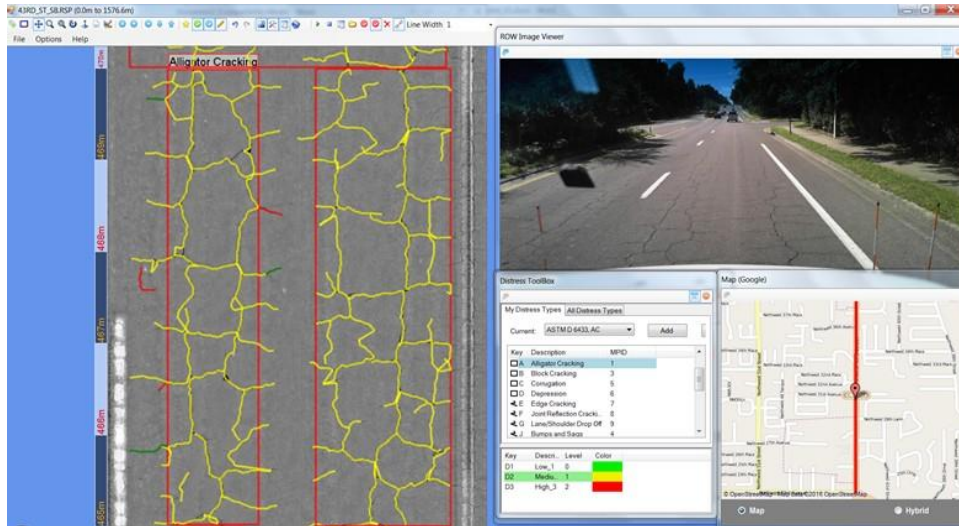 43RD_ST_SB.RSP (0.0m to 1576.6m)
Line Width 1
File Options Help
Alligator Cracking
470m
469m
468m
467m
466m
465m
ROW Image Viewer
Distress ToolBox
My Distress Types All Distress Types
Current: ASTM D 6433, AC Add
Key Description MPID
A Alligator Cracking 1
B Block Cracking 3
C Corrugation 5
D Depression 6
E Edge Cracking 7
F Joint Reflection Cracki... 8
G Lane/Shoulder Drop Off 9
J Bumps and Sags 4
Key Descri... Level Color
D1 Low_1 0
D2 Mediu... 1
D3 High_3 2
Map (Google)
Map Hybrid